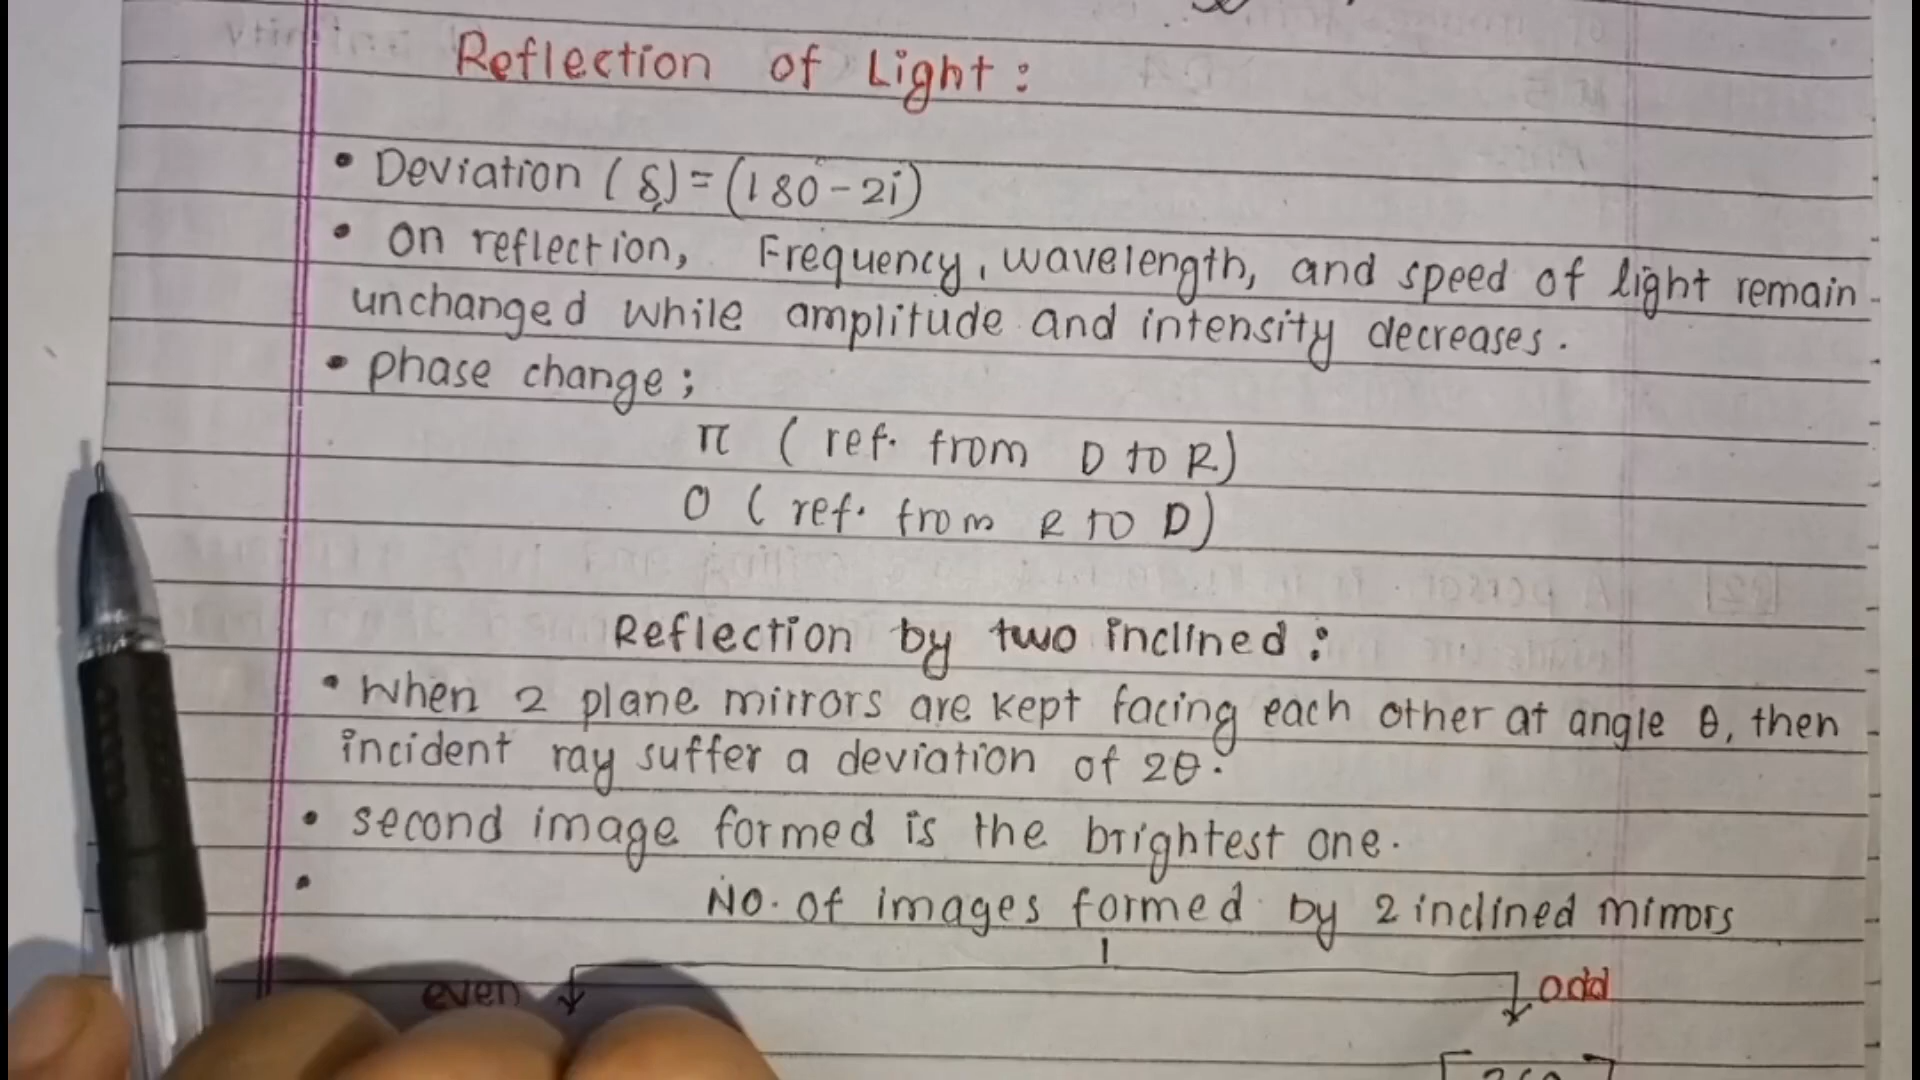 Reflection of Light :
• Deviation (δ) = (180° - 2i)
• on reflection, Frequency, wavelength, and speed of light remain
unchanged while amplitude and intensity decreases.
• phase change ;
π ( ref. from D to R)
0 ( ref. from R to D)
Reflection by two inclined :
• When 2 plane mirrors are kept facing each other at angle θ, then
incident ray suffer a deviation of 2θ.
• second image formed is the brightest one.
• No. of images formed by 2 inclined mirrors
even odd